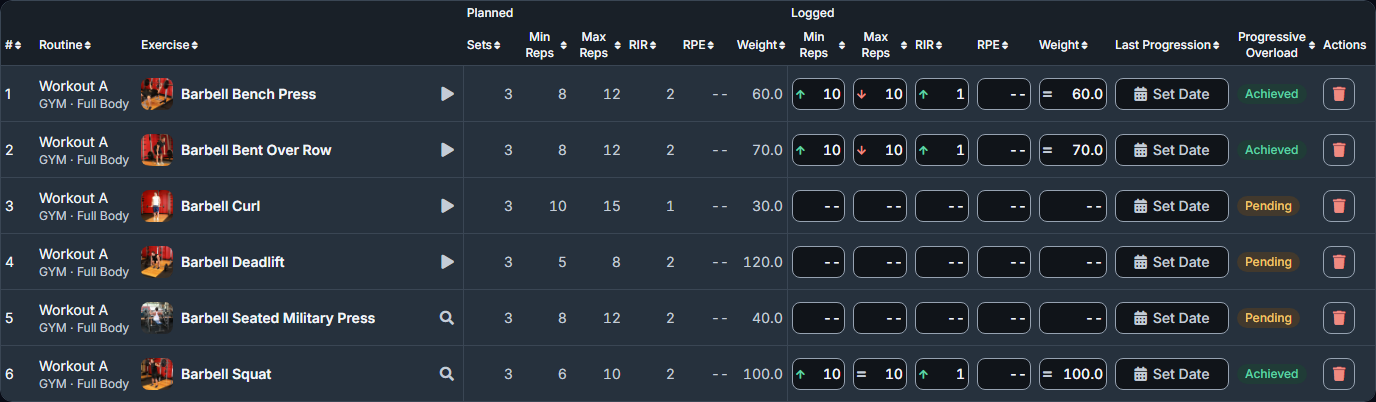 Planned Logged
# Routine Exercise Sets Min Reps Max Reps RIR RPE Weight Min Reps Max Reps RIR RPE Weight Last Progression Progressive Overload Actions
1 Workout A GYM · Full Body Barbell Bench Press 3 8 12 2 -- 60.0 ↑ 10 ↓ 10 ↑ 1 -- = 60.0 Set Date Achieved
2 Workout A GYM · Full Body Barbell Bent Over Row 3 8 12 2 -- 70.0 ↑ 10 ↓ 10 ↑ 1 -- = 70.0 Set Date Achieved
3 Workout A GYM · Full Body Barbell Curl 3 10 15 1 -- 30.0 -- -- -- -- -- Set Date Pending
4 Workout A GYM · Full Body Barbell Deadlift 3 5 8 2 -- 120.0 -- -- -- -- -- Set Date Pending
5 Workout A GYM · Full Body Barbell Seated Military Press 3 8 12 2 -- 40.0 -- -- -- -- -- Set Date Pending
6 Workout A GYM · Full Body Barbell Squat 3 6 10 2 -- 100.0 ↑ 10 = 10 ↑ 1 -- = 100.0 Set Date Achieved